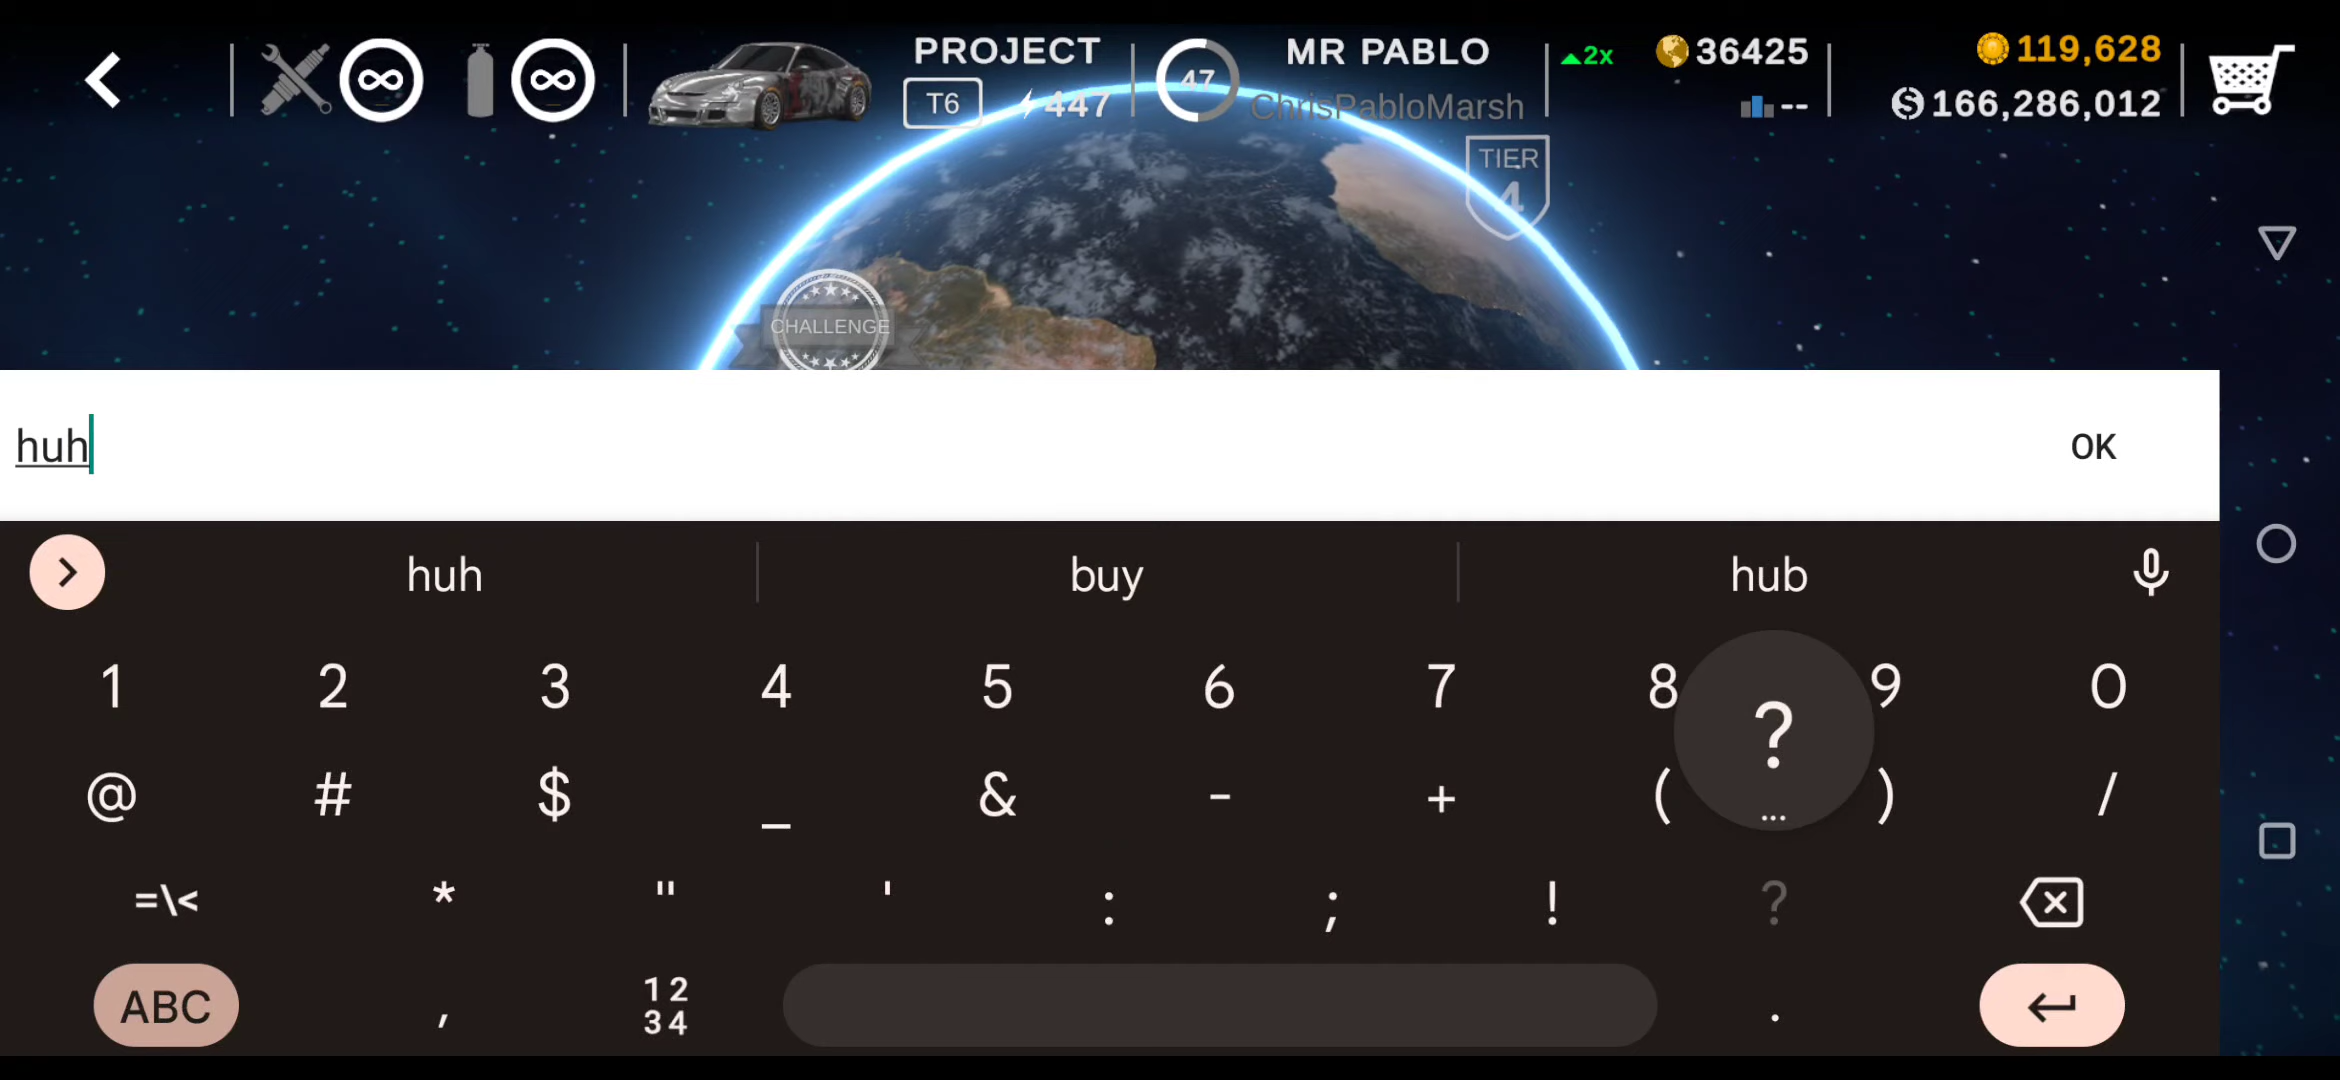 PROJECT
T6 447
47
MR PABLO
ChrisPabloMarsh
2x 36425
--
119,628
166,286,012
TIER
4
CHALLENGE
huh
OK
huh buy hub
1 2 3 4 5 6 7 8 9 0
?
...
@ # $ _ & - + ( ) /
=\< * " ' : ; ! ?
ABC , 12 .
34